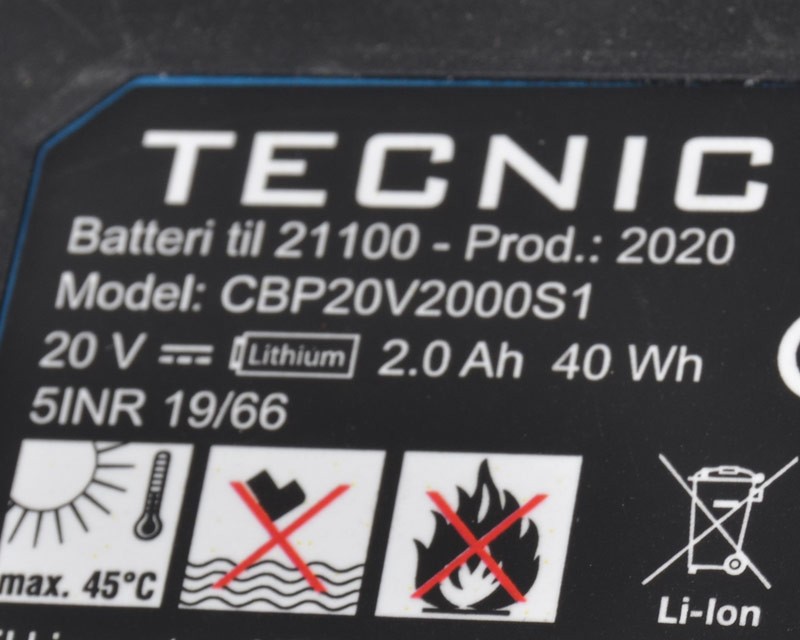 TECNIC
Batteri til 21100 - Prod.: 2020
Model: CBP20V2000S1
20 V Lithium 2.0 Ah 40 Wh
5INR 19/66
max. 45°C
Li-Ion